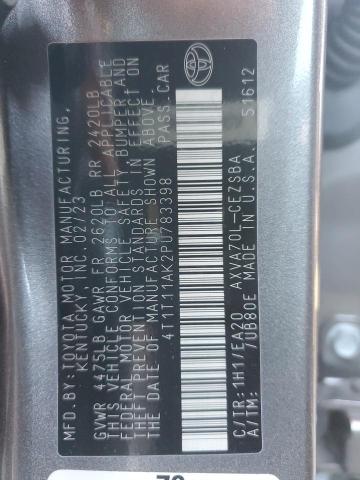 MFD.BY:TOYOTA MOTOR MANUFACTURING,
KENTUCKY, INC. 02/23
GVWR 4475LB GAWR FR 2620LB RR 2420LB
THIS VEHICLE CONFORMS TO ALL APPLICABLE
FEDERAL MOTOR VEHICLE SAFETY, BUMPER AND
THEFT PREVENTION STANDARDS IN EFFECT ON
THE DATE OF MANUFACTURE SHOWN ABOVE.
4T1T11AK2PU783398 PASS.CAR
C/TR:1H1/EA20 AXVA70L-CEZSBA
A/TM: /UB80E MADE IN U.S.A. 51612